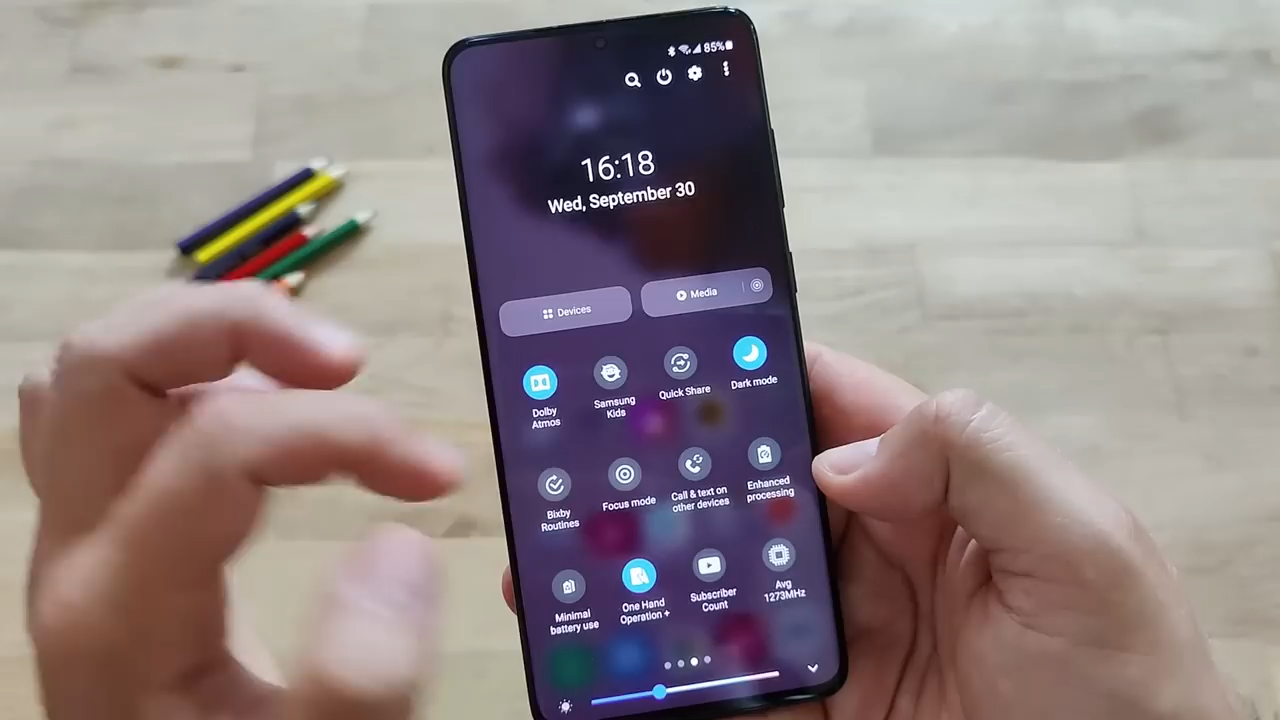 85%
16:18
Wed, September 30
Devices
Media
Dolby
Atmos
Samsung
Kids
Quick Share
Dark mode
Bixby
Routines
Focus mode
Call & text on
other devices
Enhanced
processing
Minimal
battery use
One Hand
Operation +
Subscriber
Count
Avg
1273MHz